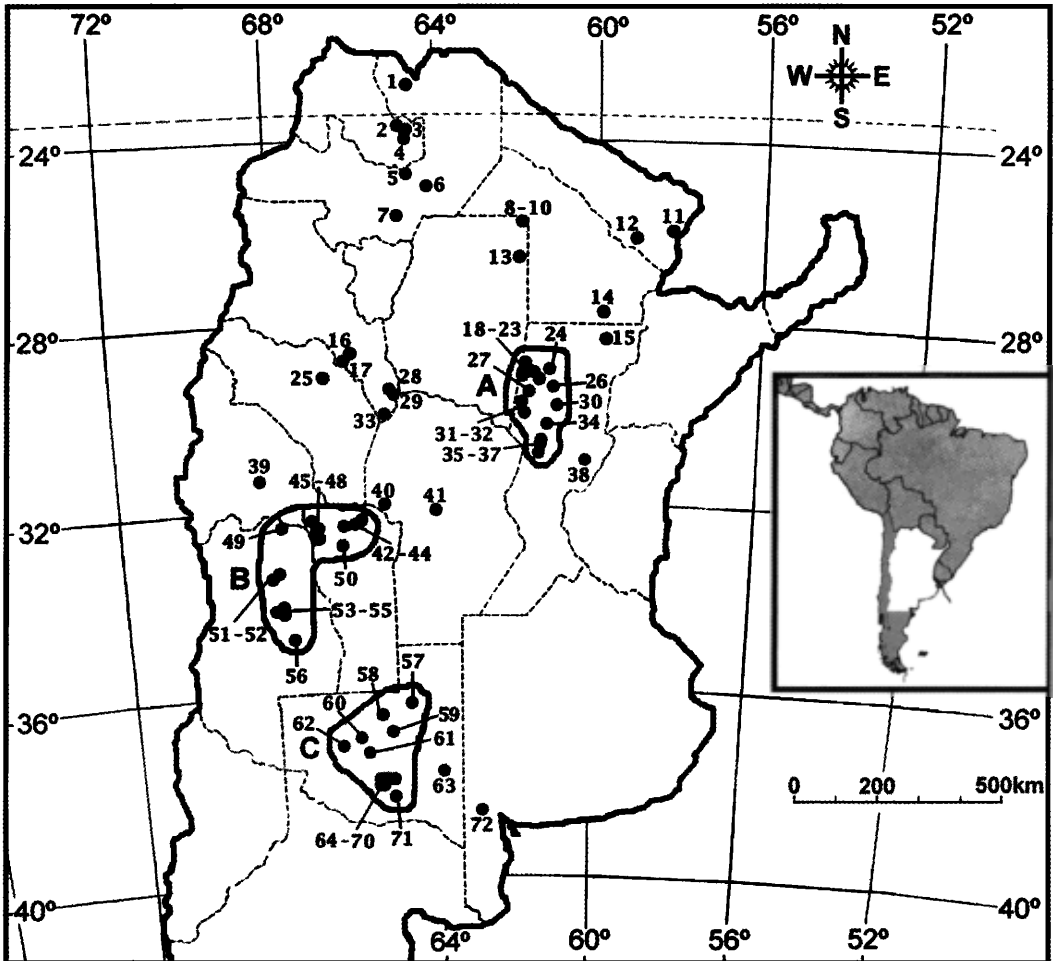 72º 68º 64º 60º 56º 52º
N
W E
S
1
2 3
4
24º 24º
5 6
7 8-10 12 11
13
14
28º 18-23 24 15 28º
16
17 27 26
25 28 A
29 30
33 34
31-32
35-37
38
39 45-48 40 41
32º 32º
49 42-44
50
B
53-55
51-52
56
58 57
36º 60 59 36º
62 61
C
63
0 200 500km
72
64-70 71
40º 40º
64º 60º 56º 52º